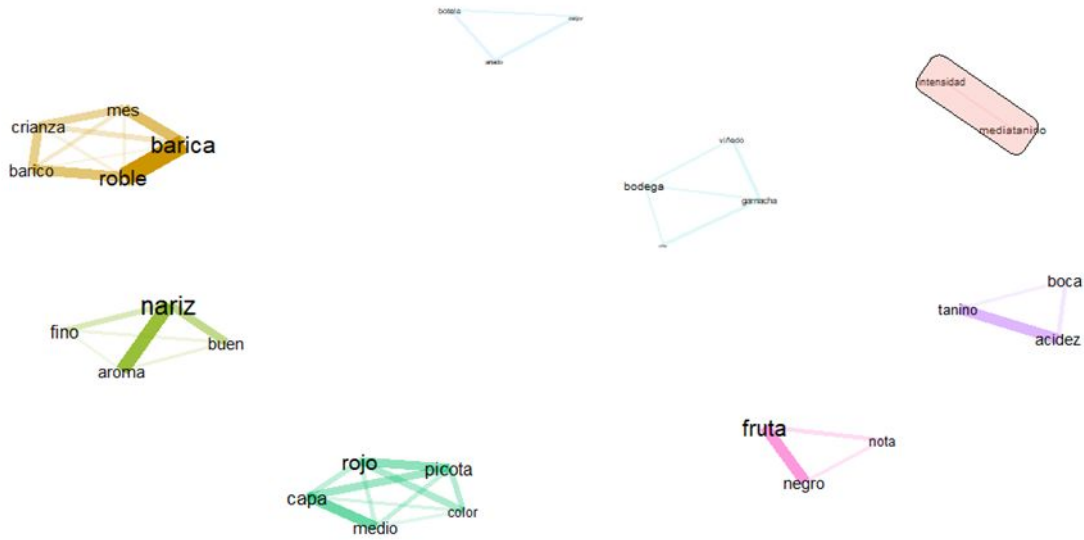 botella
intensidad
mediatanino
mes
crianza
barica
barico
roble
viñedo
bodega
garnacha
nariz
fino
buen
aroma
boca
tanino
acidez
fruta
nota
negro
rojo
picota
capa
color
medio